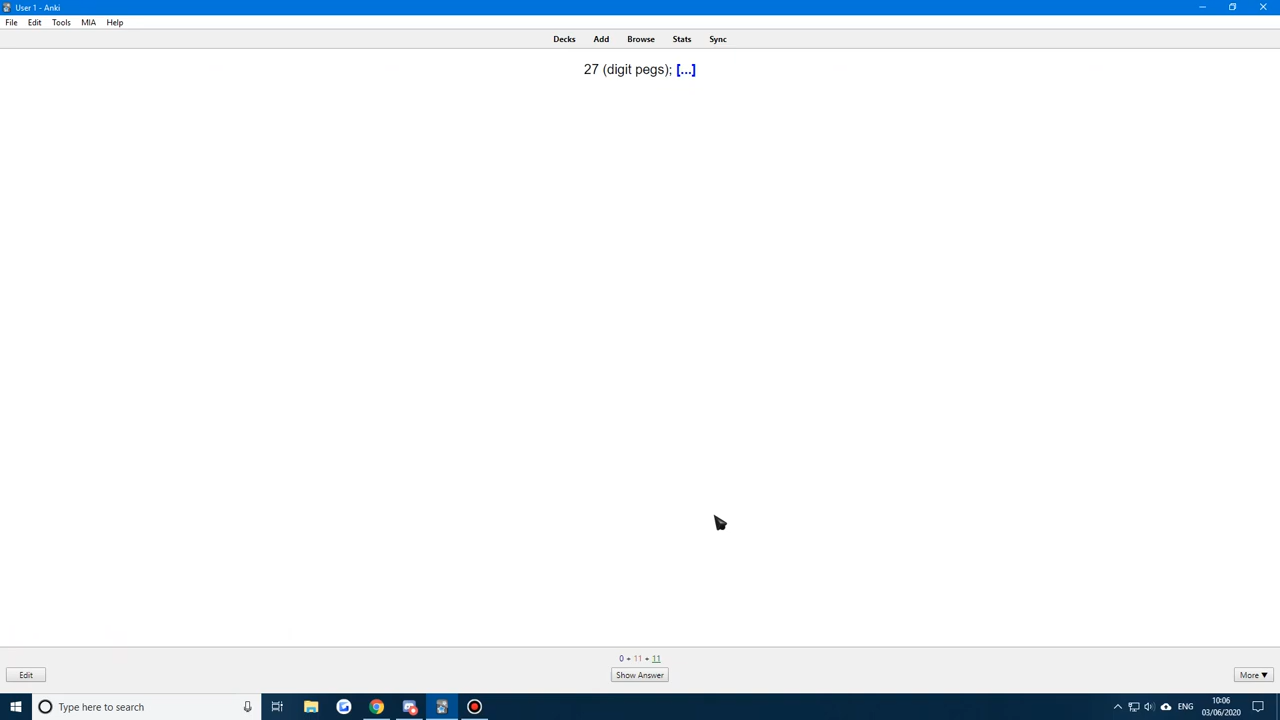 User 1 - Anki
File Edit Tools MIA Help
Decks Add Browse Stats Sync
27 (digit pegs); [...]
0 + 11 + 11
Edit Show Answer More ▼
Type here to search
ENG
10:06
03/06/2020